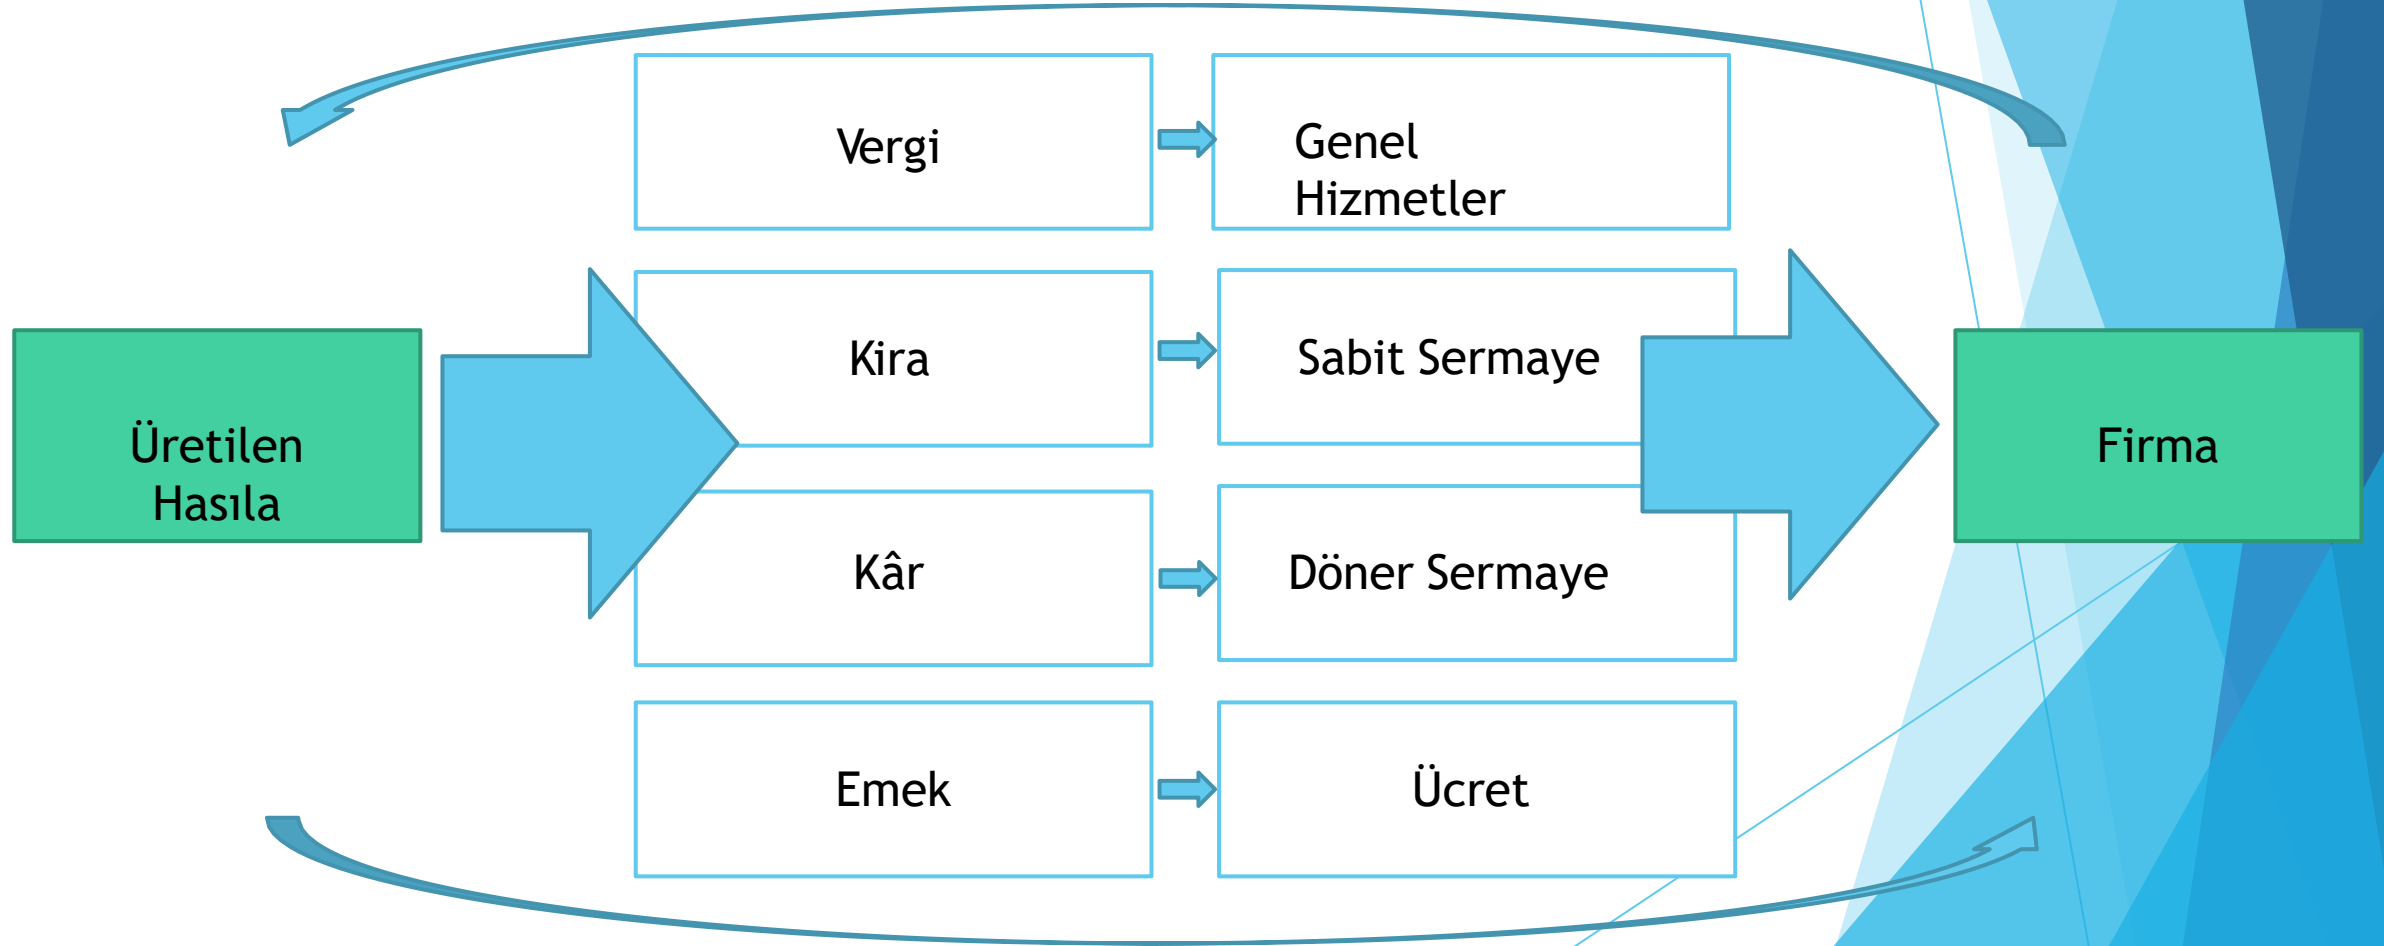 Vergi
Genel
Hizmetler
Kira
Sabit Sermaye
Üretilen
Hasıla
Firma
Kâr
Döner Sermaye
Emek
Ücret